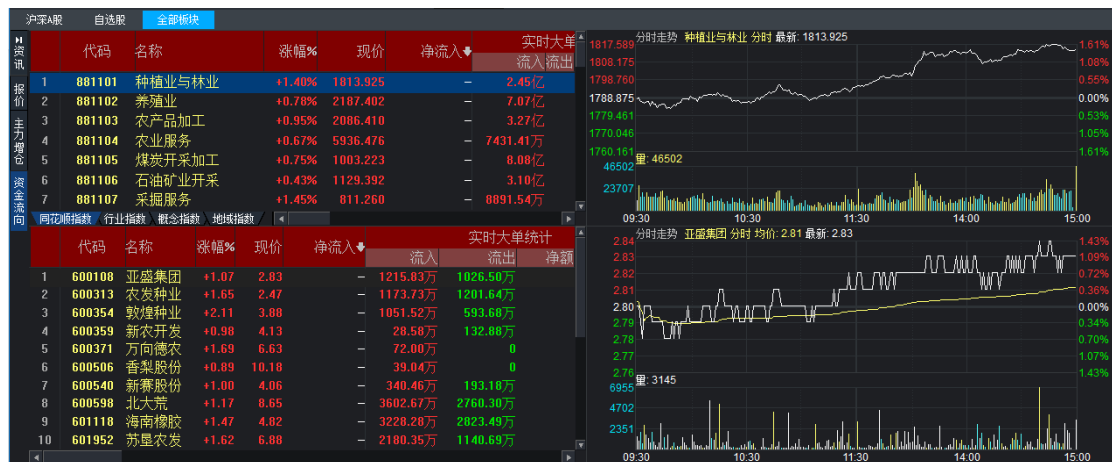 沪深A股 自选股 全部板块
资讯
报价
主力增仓
资金流向
代码 名称 涨幅% 现价 净流入 实时大单
流入 流出
1 881101 种植业与林业 +1.40% 1813.925 — 2.45亿
2 881102 养殖业 +0.78% 2187.402 — 7.07亿
3 881103 农产品加工 +0.95% 2086.410 — 3.27亿
4 881104 农业服务 +0.67% 5936.476 — 7431.41万
5 881105 煤炭开采加工 +0.75% 1003.223 — 8.08亿
6 881106 石油矿业开采 +0.43% 1129.392 — 3.10亿
7 881107 采掘服务 +1.45% 811.260 — 8891.54万
同花顺指数 行业指数 概念指数 地域指数
代码 名称 涨幅% 现价 净流入 实时大单统计
流入 流出 净额
1 600108 亚盛集团 +1.07 2.83 — 1215.83万 1026.50万
2 600313 农发种业 +1.65 2.47 — 1173.73万 1201.64万
3 600354 敦煌种业 +2.11 3.88 — 1051.52万 593.68万
4 600359 新农开发 +0.98 4.13 — 28.58万 132.88万
5 600371 万向德农 +1.69 6.63 — 72.00万 0
6 600506 香梨股份 +0.89 10.18 — 39.04万 0
7 600540 新赛股份 +1.00 4.06 — 340.46万 193.18万
8 600598 北大荒 +1.17 8.65 — 3602.67万 2760.30万
9 601118 海南橡胶 +1.47 4.82 — 3228.28万 2823.49万
10 601952 苏垦农发 +1.62 6.88 — 2180.35万 1140.69万
分时走势 种植业与林业 分时 最新: 1813.925
1817.589 1.61%
1808.175 1.08%
1798.760 0.55%
1788.875 0.00%
1779.461 0.53%
1770.046 1.05%
1760.161 1.61%
量: 46502
46502
23707
09:30 10:30 11:30 14:00 15:00
分时走势 亚盛集团 分时 均价: 2.81 最新: 2.83
2.84 1.43%
2.83 1.09%
2.82 0.72%
2.81 0.36%
2.80 0.00%
2.79 0.34%
2.78 0.70%
2.77 1.07%
2.76 1.43%
量: 3145
6955
4702
2351
09:30 10:30 11:30 14:00 15:00